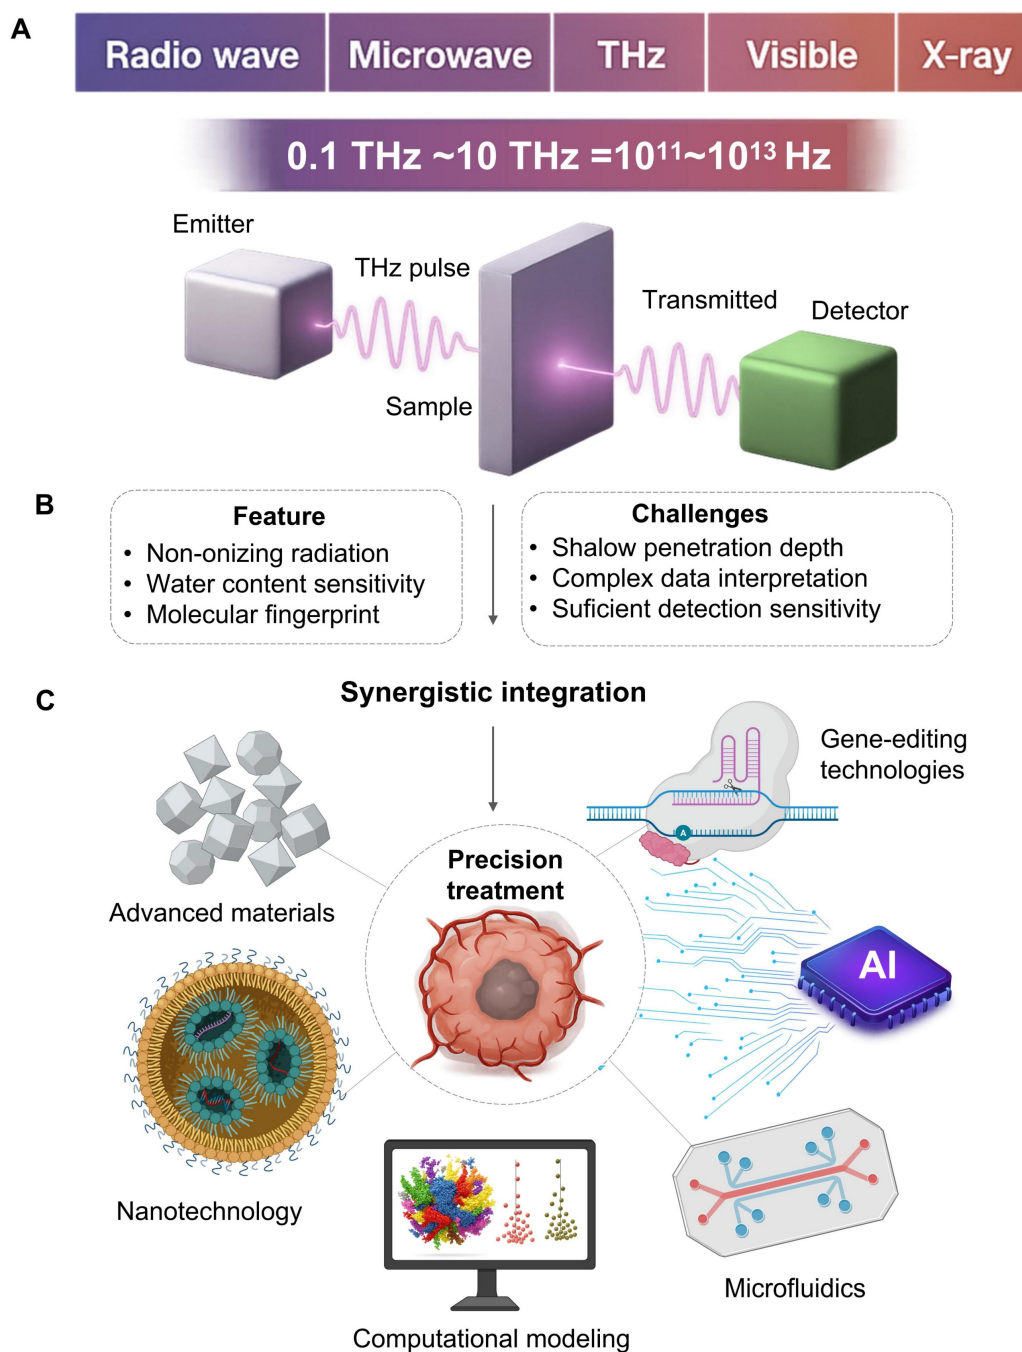 A
Radio wave
Microwave
THz
Visible
X-ray
0.1 THz ~10 THz =10¹¹~10¹³ Hz
Emitter
THz pulse
Transmitted
Detector
Sample
B
Feature
• Non-onizing radiation
• Water content sensitivity
• Molecular fingerprint
Challenges
• Shalow penetration depth
• Complex data interpretation
• Suficient detection sensitivity
C
Synergistic integration
Gene-editing
technologies
A
Precision
treatment
Advanced materials
AI
Nanotechnology
Microfluidics
Computational modeling